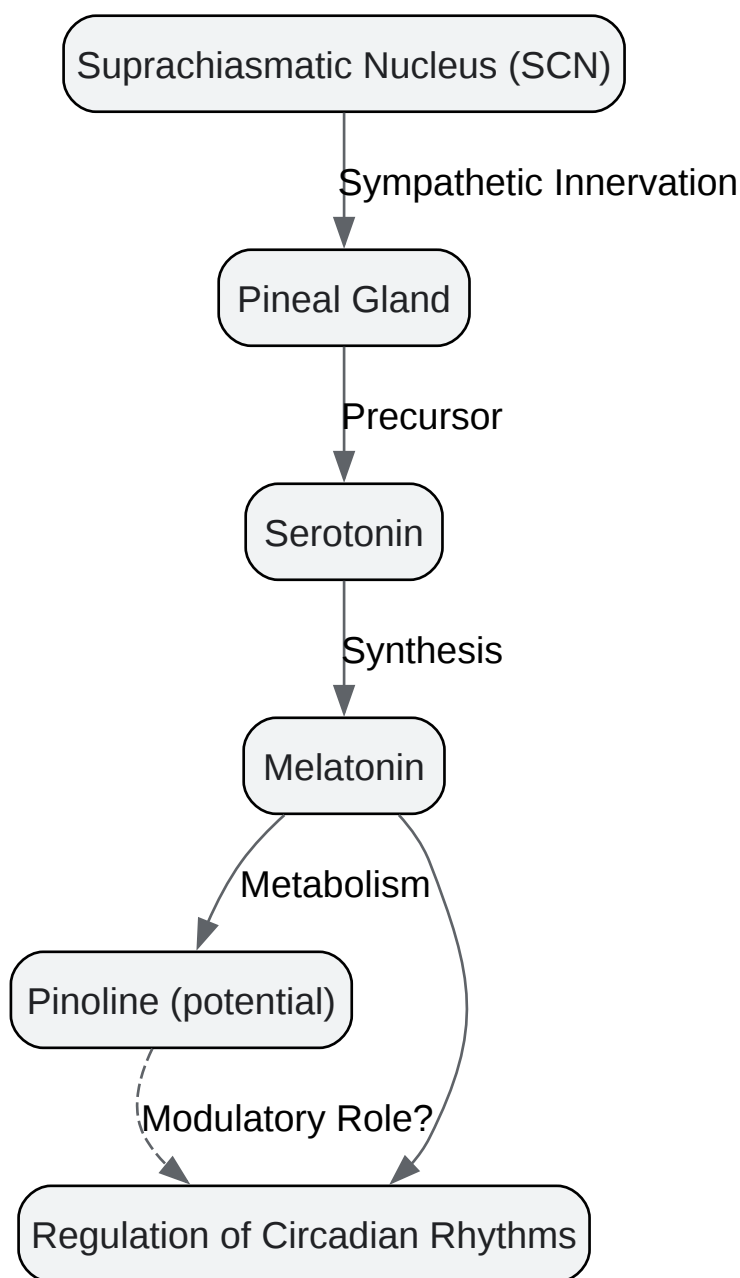 Suprachiasmatic Nucleus (SCN)
Sympathetic Innervation
Pineal Gland
Precursor
Serotonin
Synthesis
Melatonin
Metabolism
Pinoline (potential)
Modulatory Role?
Regulation of Circadian Rhythms